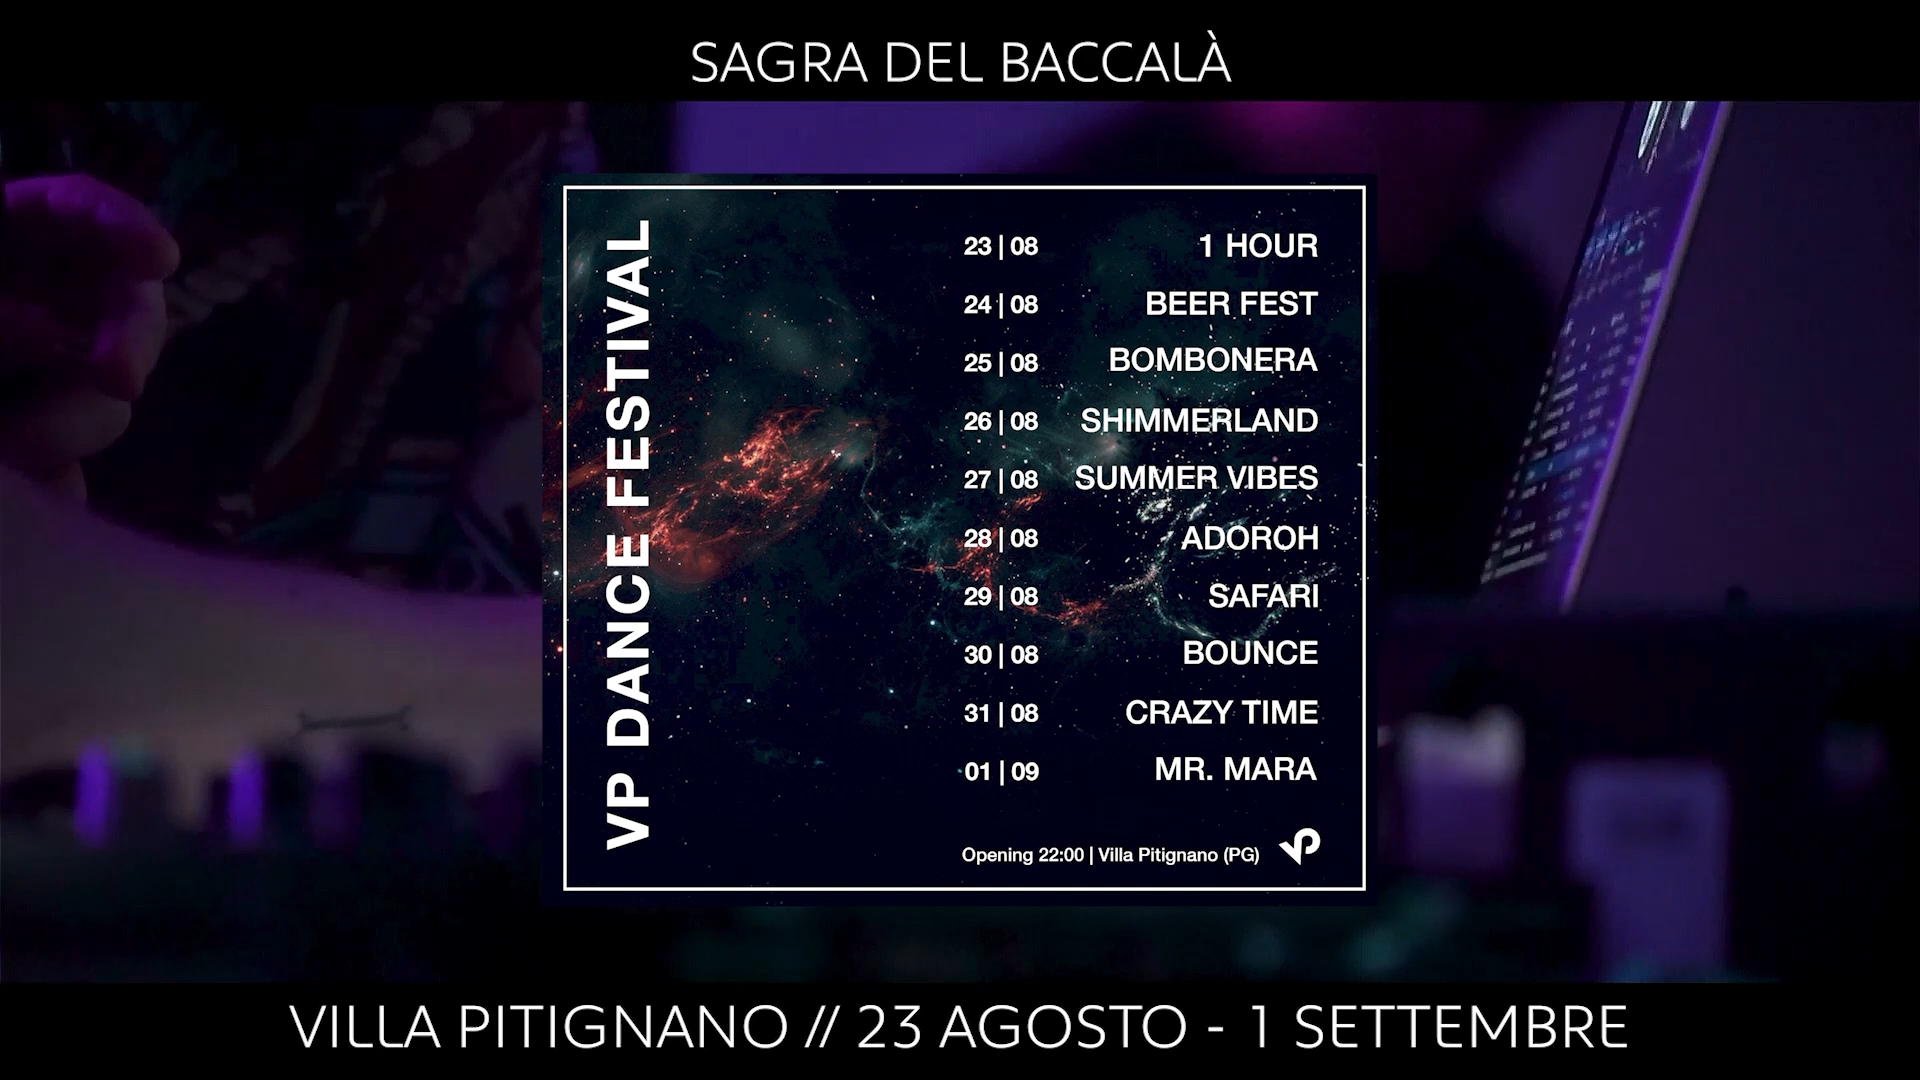 SAGRA DEL BACCALÀ
VP DANCE FESTIVAL
23 | 08 1 HOUR
24 | 08 BEER FEST
25 | 08 BOMBONERA
26 | 08 SHIMMERLAND
27 | 08 SUMMER VIBES
28 | 08 ADOROH
29 | 08 SAFARI
30 | 08 BOUNCE
31 | 08 CRAZY TIME
01 | 09 MR. MARA
Opening 22:00 | Villa Pitignano (PG) VP
VILLA PITIGNANO // 23 AGOSTO - 1 SETTEMBRE